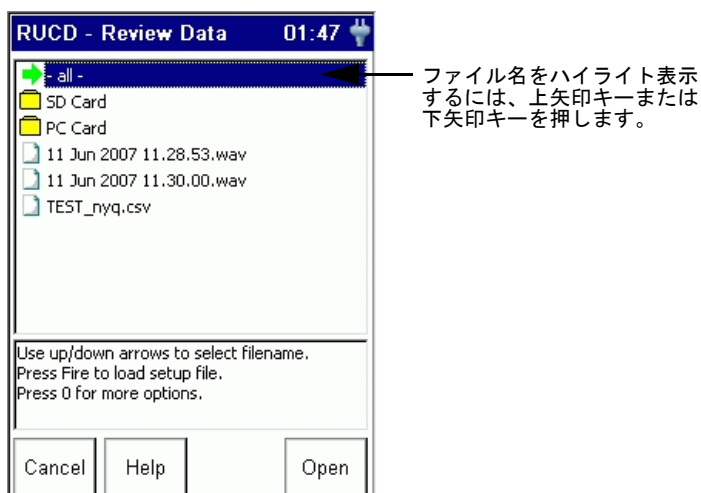 RUCD - Review Data 01:47
- all -
SD Card
PC Card
11 Jun 2007 11.28.53.wav
11 Jun 2007 11.30.00.wav
TEST_nyq.csv
Use up/down arrows to select filename.
Press Fire to load setup file.
Press 0 for more options.
Cancel Help Open
ファイル名をハイライト表示
するには、上矢印キーまたは
下矢印キーを押します。